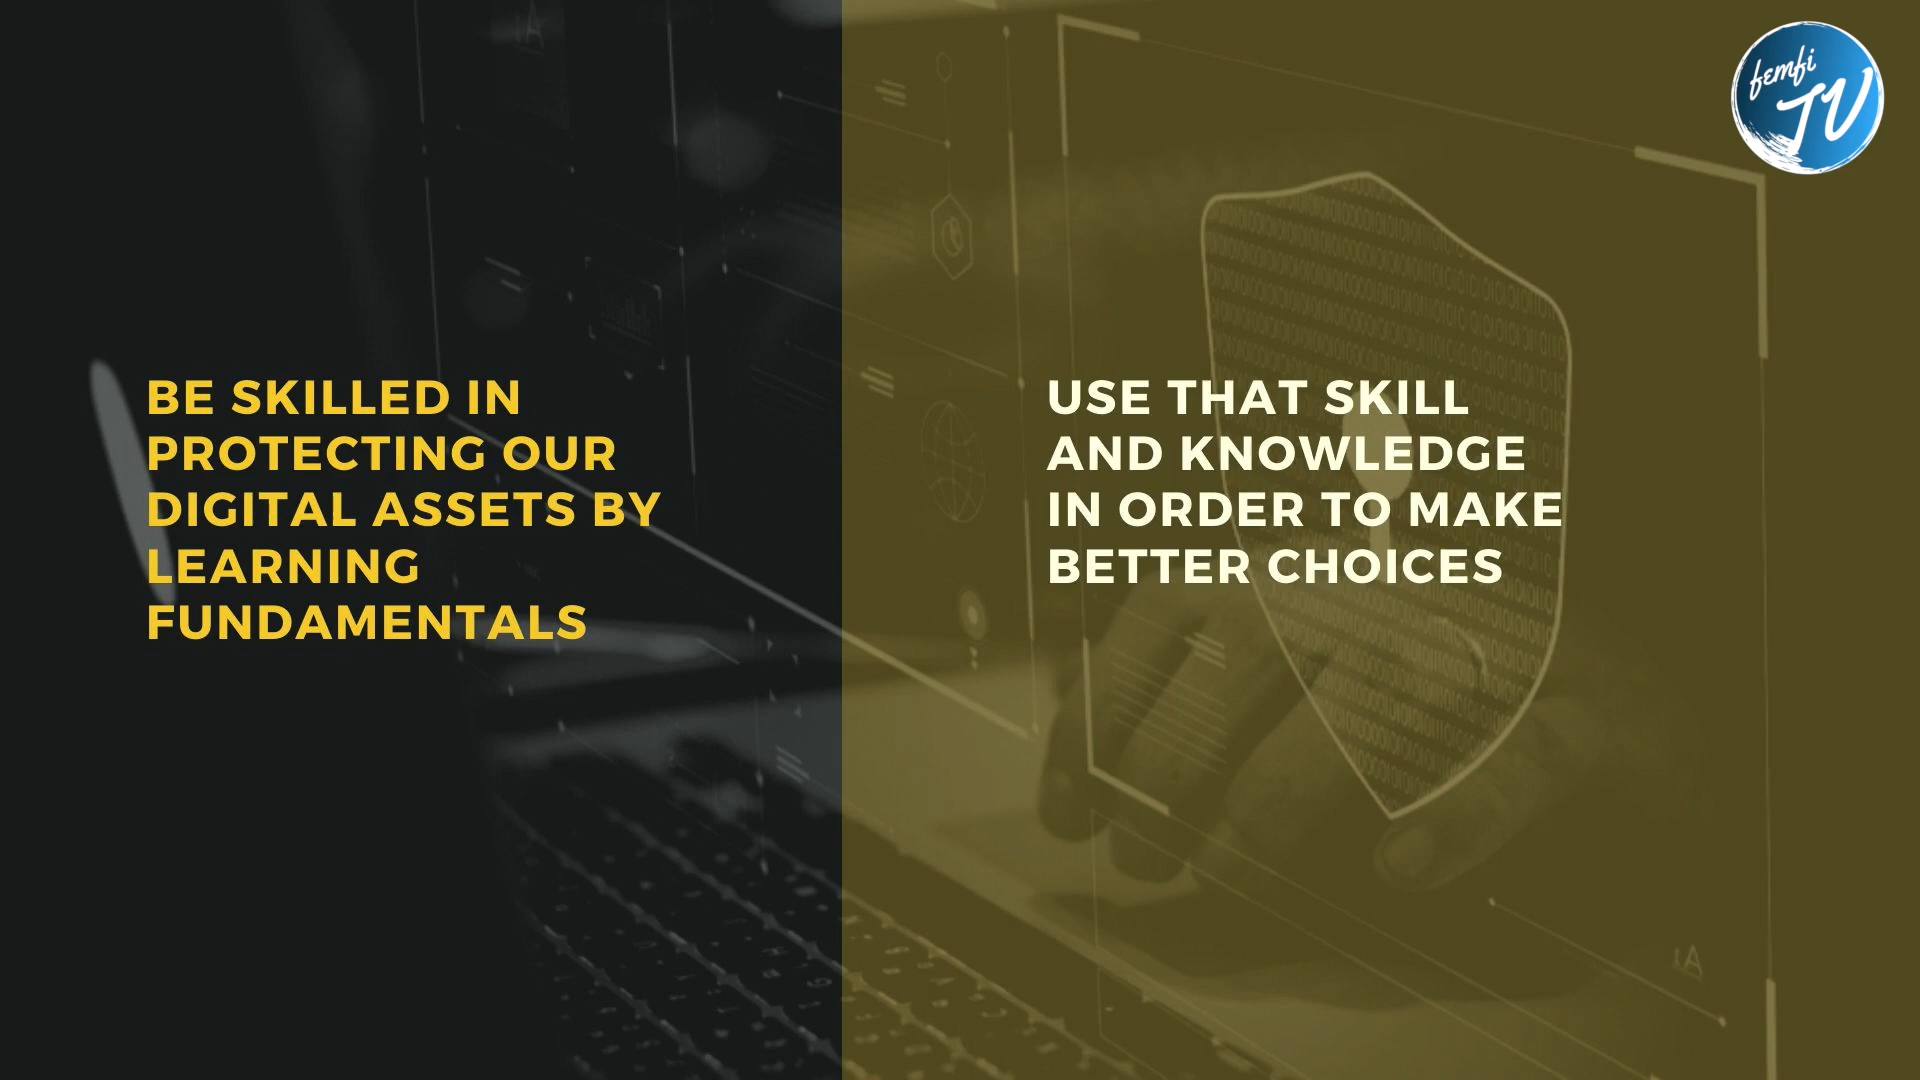 femfi
TV
BE SKILLED IN
PROTECTING OUR
DIGITAL ASSETS BY
LEARNING
FUNDAMENTALS
USE THAT SKILL
AND KNOWLEDGE
IN ORDER TO MAKE
BETTER CHOICES